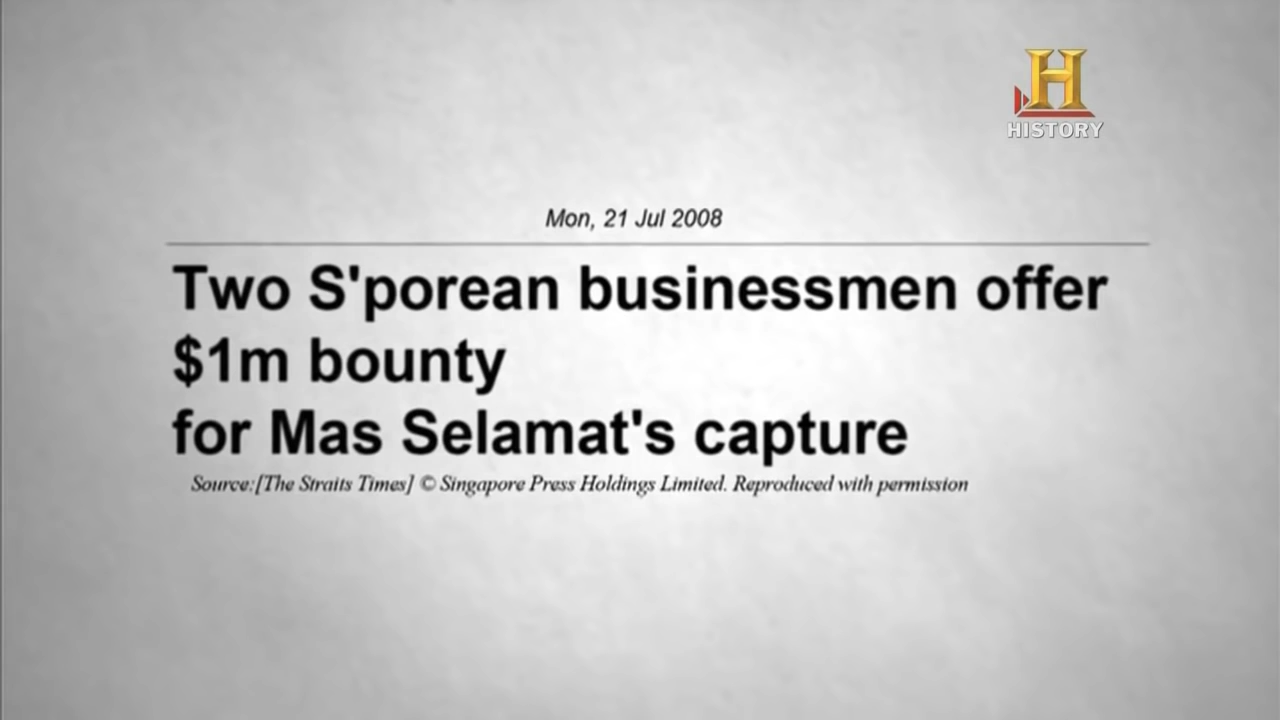 H
HISTORY
Mon, 21 Jul 2008
Two S'porean businessmen offer
$1m bounty
for Mas Selamat's capture
Source:[The Straits Times] © Singapore Press Holdings Limited. Reproduced with permission